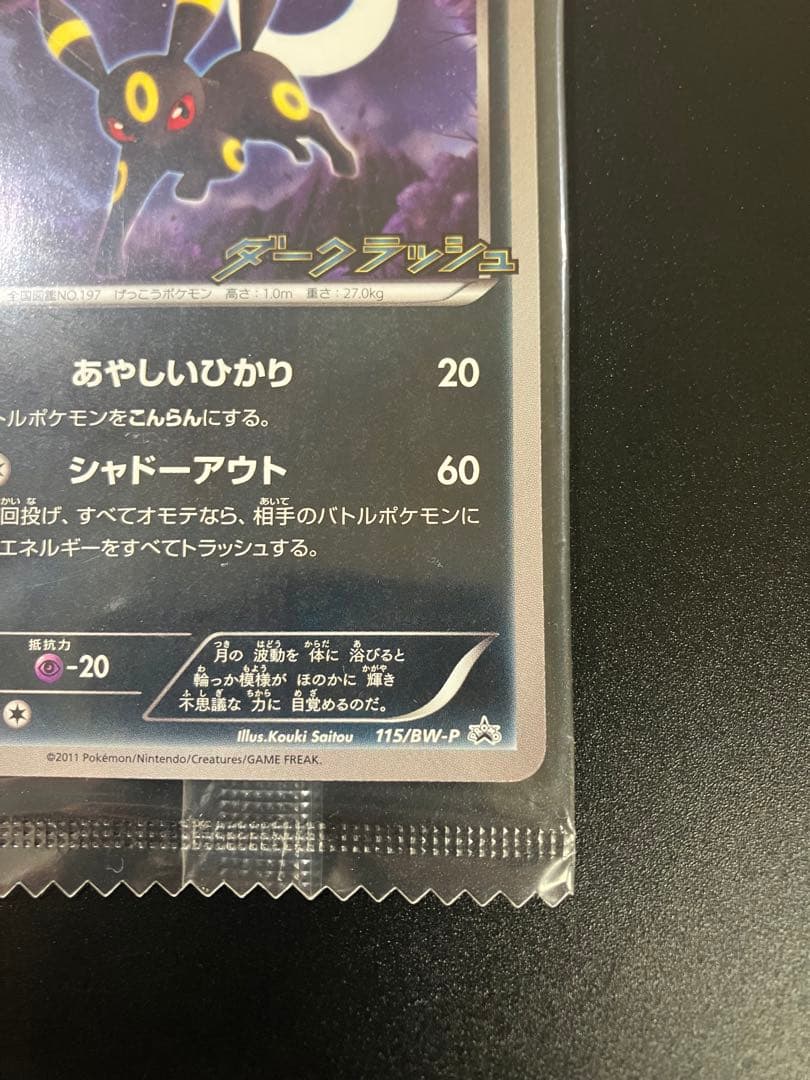 ダークラッシュ
全国図鑑NO.197 げっこうポケモン 高さ：1.0m 重さ：27.0kg
あやしいひかり 20
トルポケモンをこんらんにする。
シャドーアウト 60
回投げ、すべてオモテなら、相手のバトルポケモンに
エネルギーをすべてトラッシュする。
抵抗力
-20
月の 波動を 体に 浴びると
輪っか模様が ほのかに 輝き
不思議な 力に 目覚めるのだ。
Illus.Kouki Saitou 115/BW-P
©2011 Pokémon/Nintendo/Creatures/GAME FREAK.